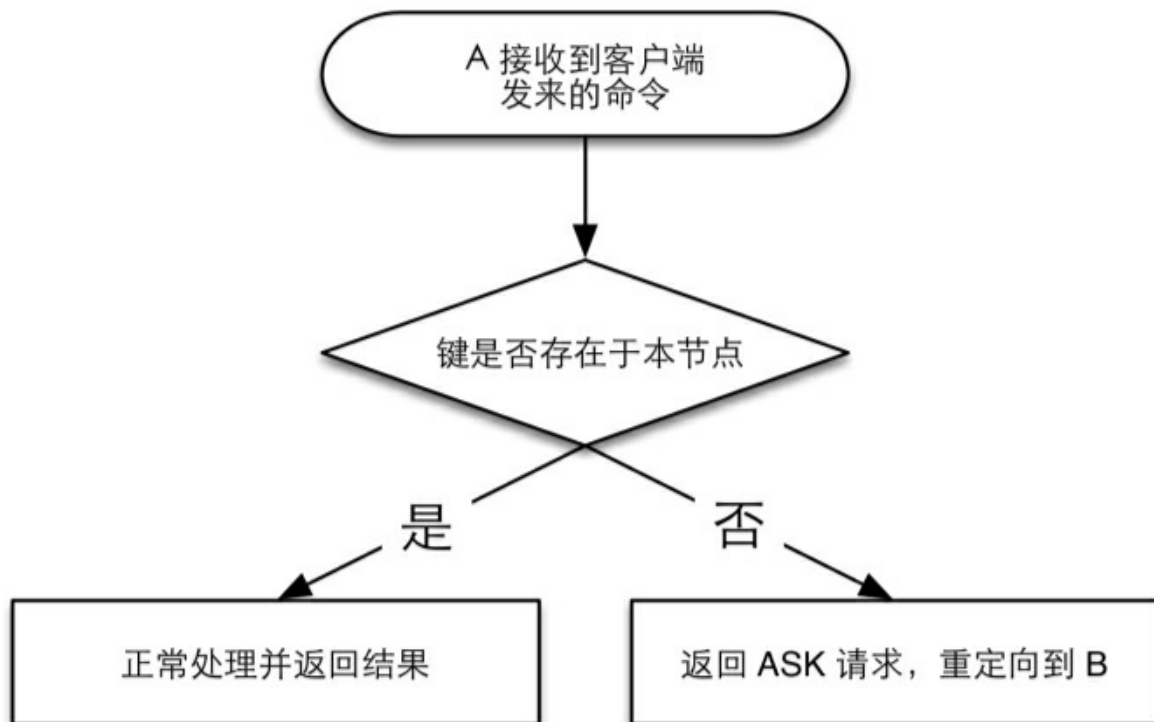 A 接收到客户端
发来的命令
键是否存在于本节点
是
否
正常处理并返回结果
返回 ASK 请求，重定向到 B